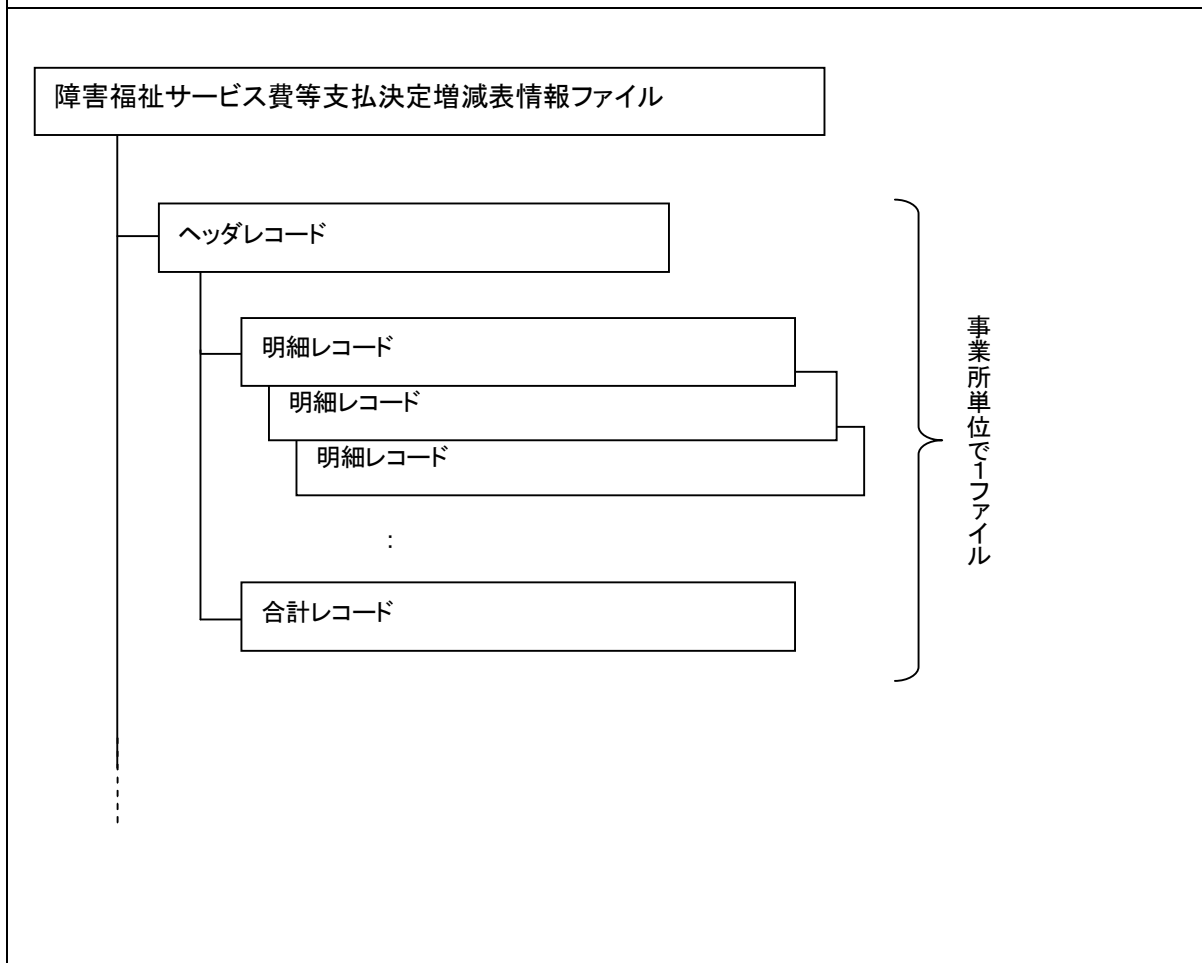 障害福祉サービス費等支払決定増減表情報ファイル
ヘッダレコード
明細レコード
明細レコード
明細レコード
：
合計レコード
事業所単位で1ファイル